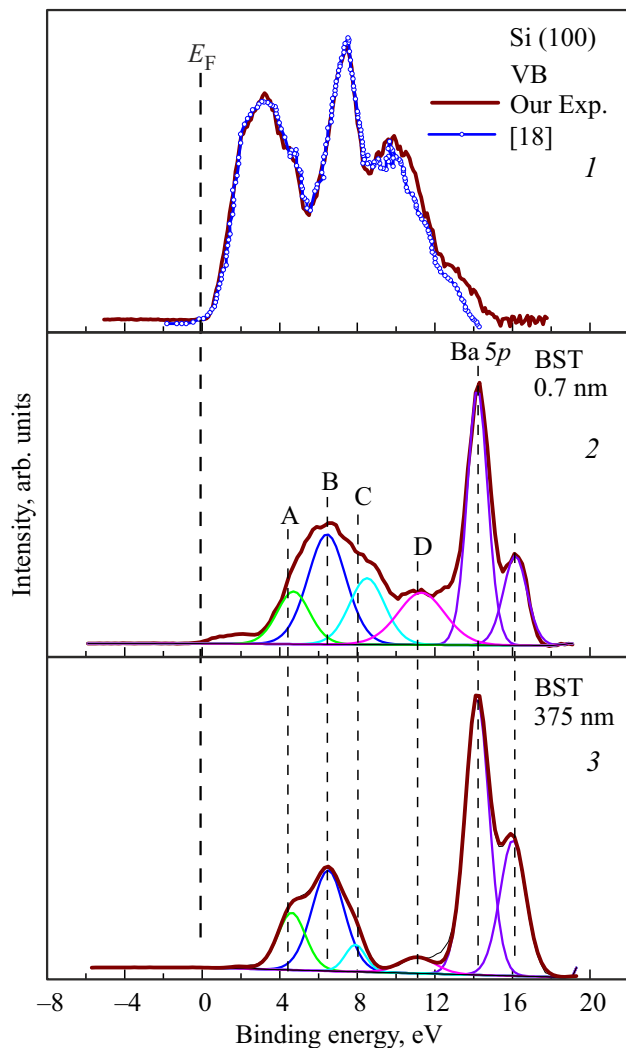 E_F
Si (100)
VB
Our Exp.
[18]
1
Intensity, arb. units
Ba 5p
BST
0.7 nm
2
A
B
C
D
BST
375 nm
3
–8 –4 0 4 8 12 16 20
Binding energy, eV